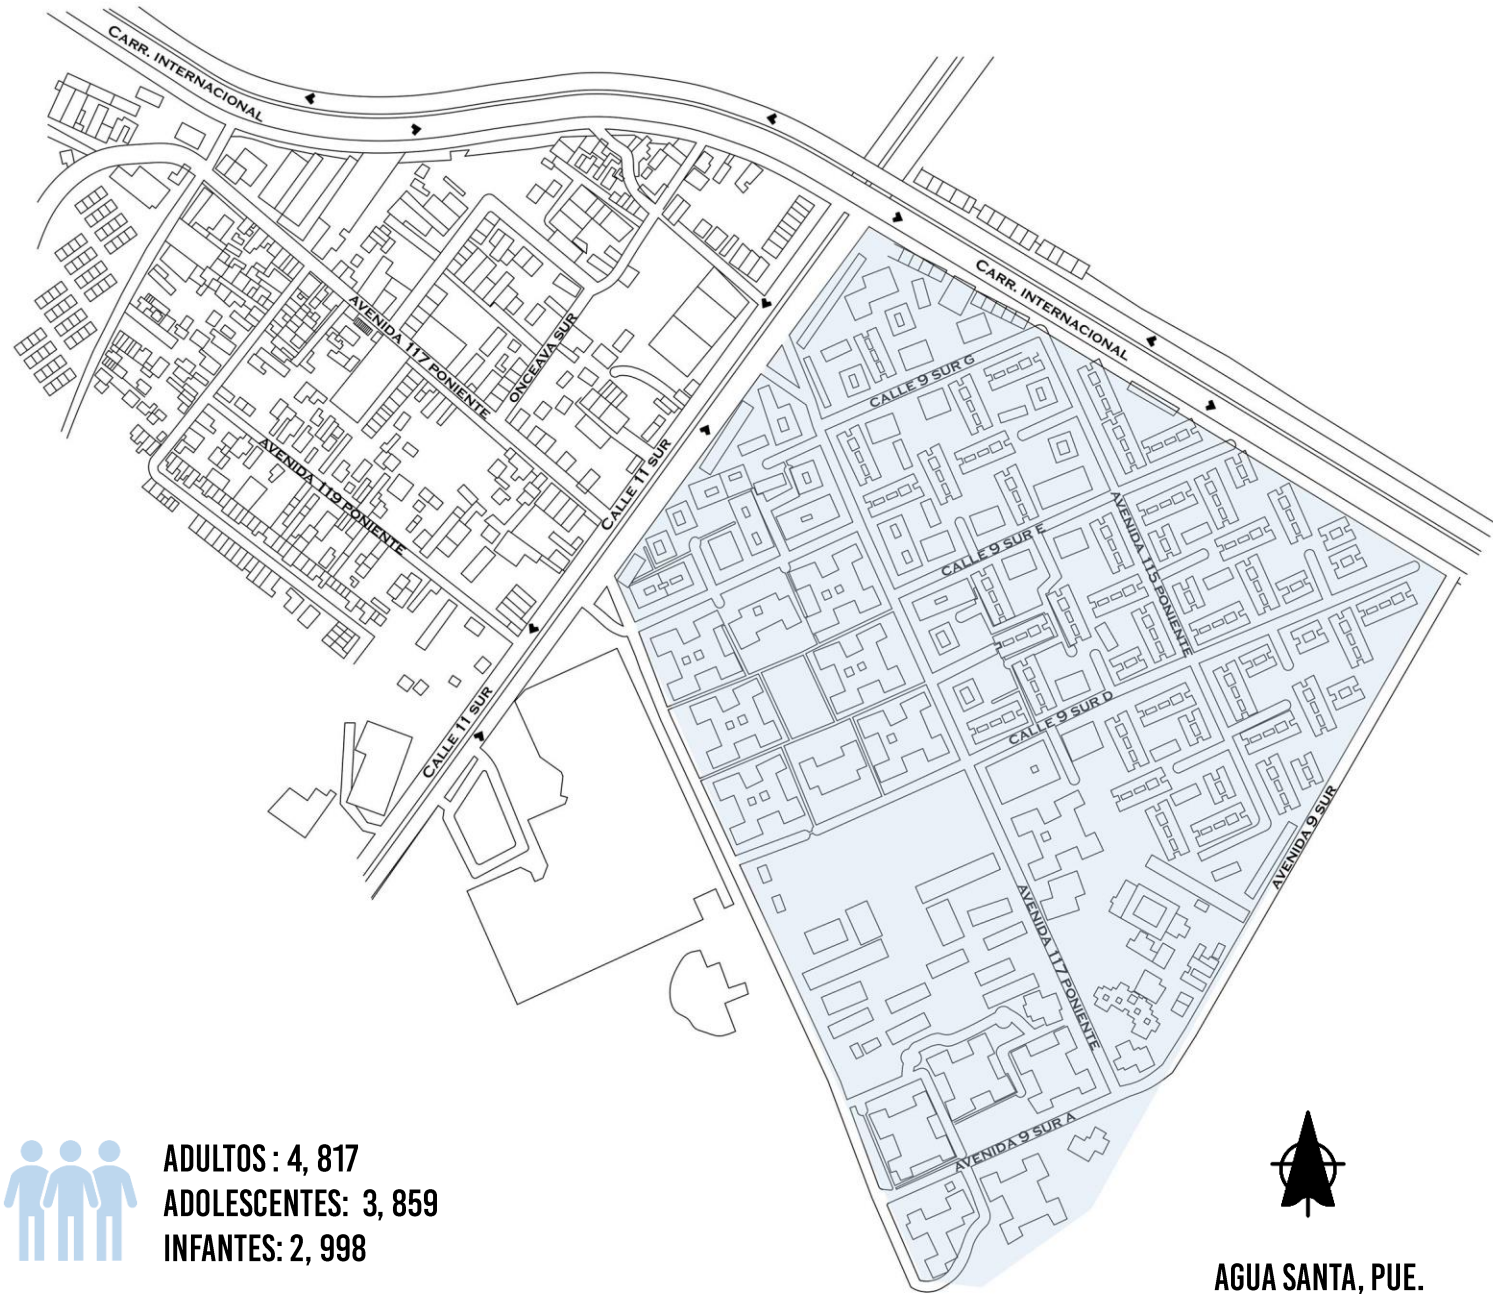 CARR. INTERNACIONAL
CARR. INTERNACIONAL
AVENIDA 117 PONIENTE
ONCEAVA SUR
CALLE 9 SUR G
AVENIDA 119 PONIENTE
CALLE 11 SUR
CALLE 9 SUR E
AVENIDA 115 PONIENTE
CALLE 11 SUR
CALLE 9 SUR D
AVENIDA 9 SUR
AVENIDA 117 PONIENTE
AVENIDA 9 SUR A
ADULTOS : 4, 817
ADOLESCENTES: 3, 859
INFANTES: 2, 998
AGUA SANTA, PUE.